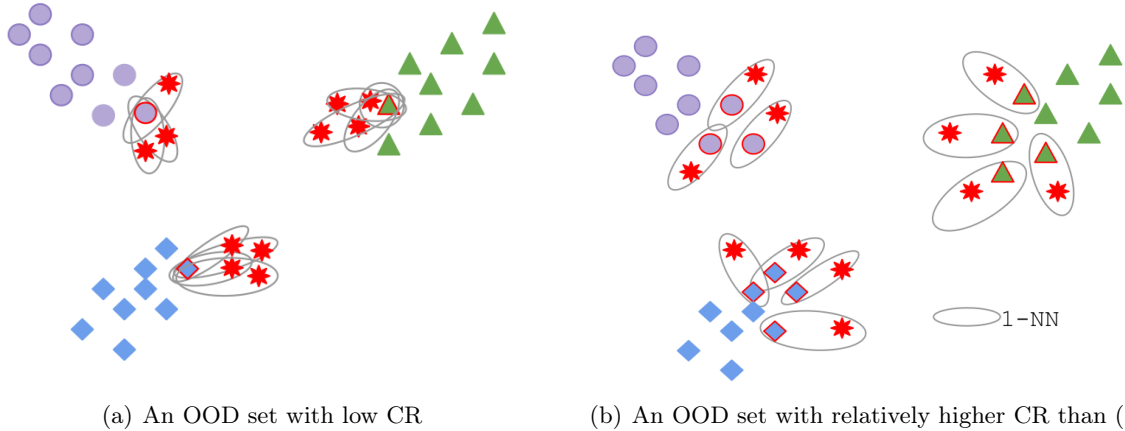 1-NN
(a) An OOD set with low CR
(b) An OOD set with relatively higher CR than (